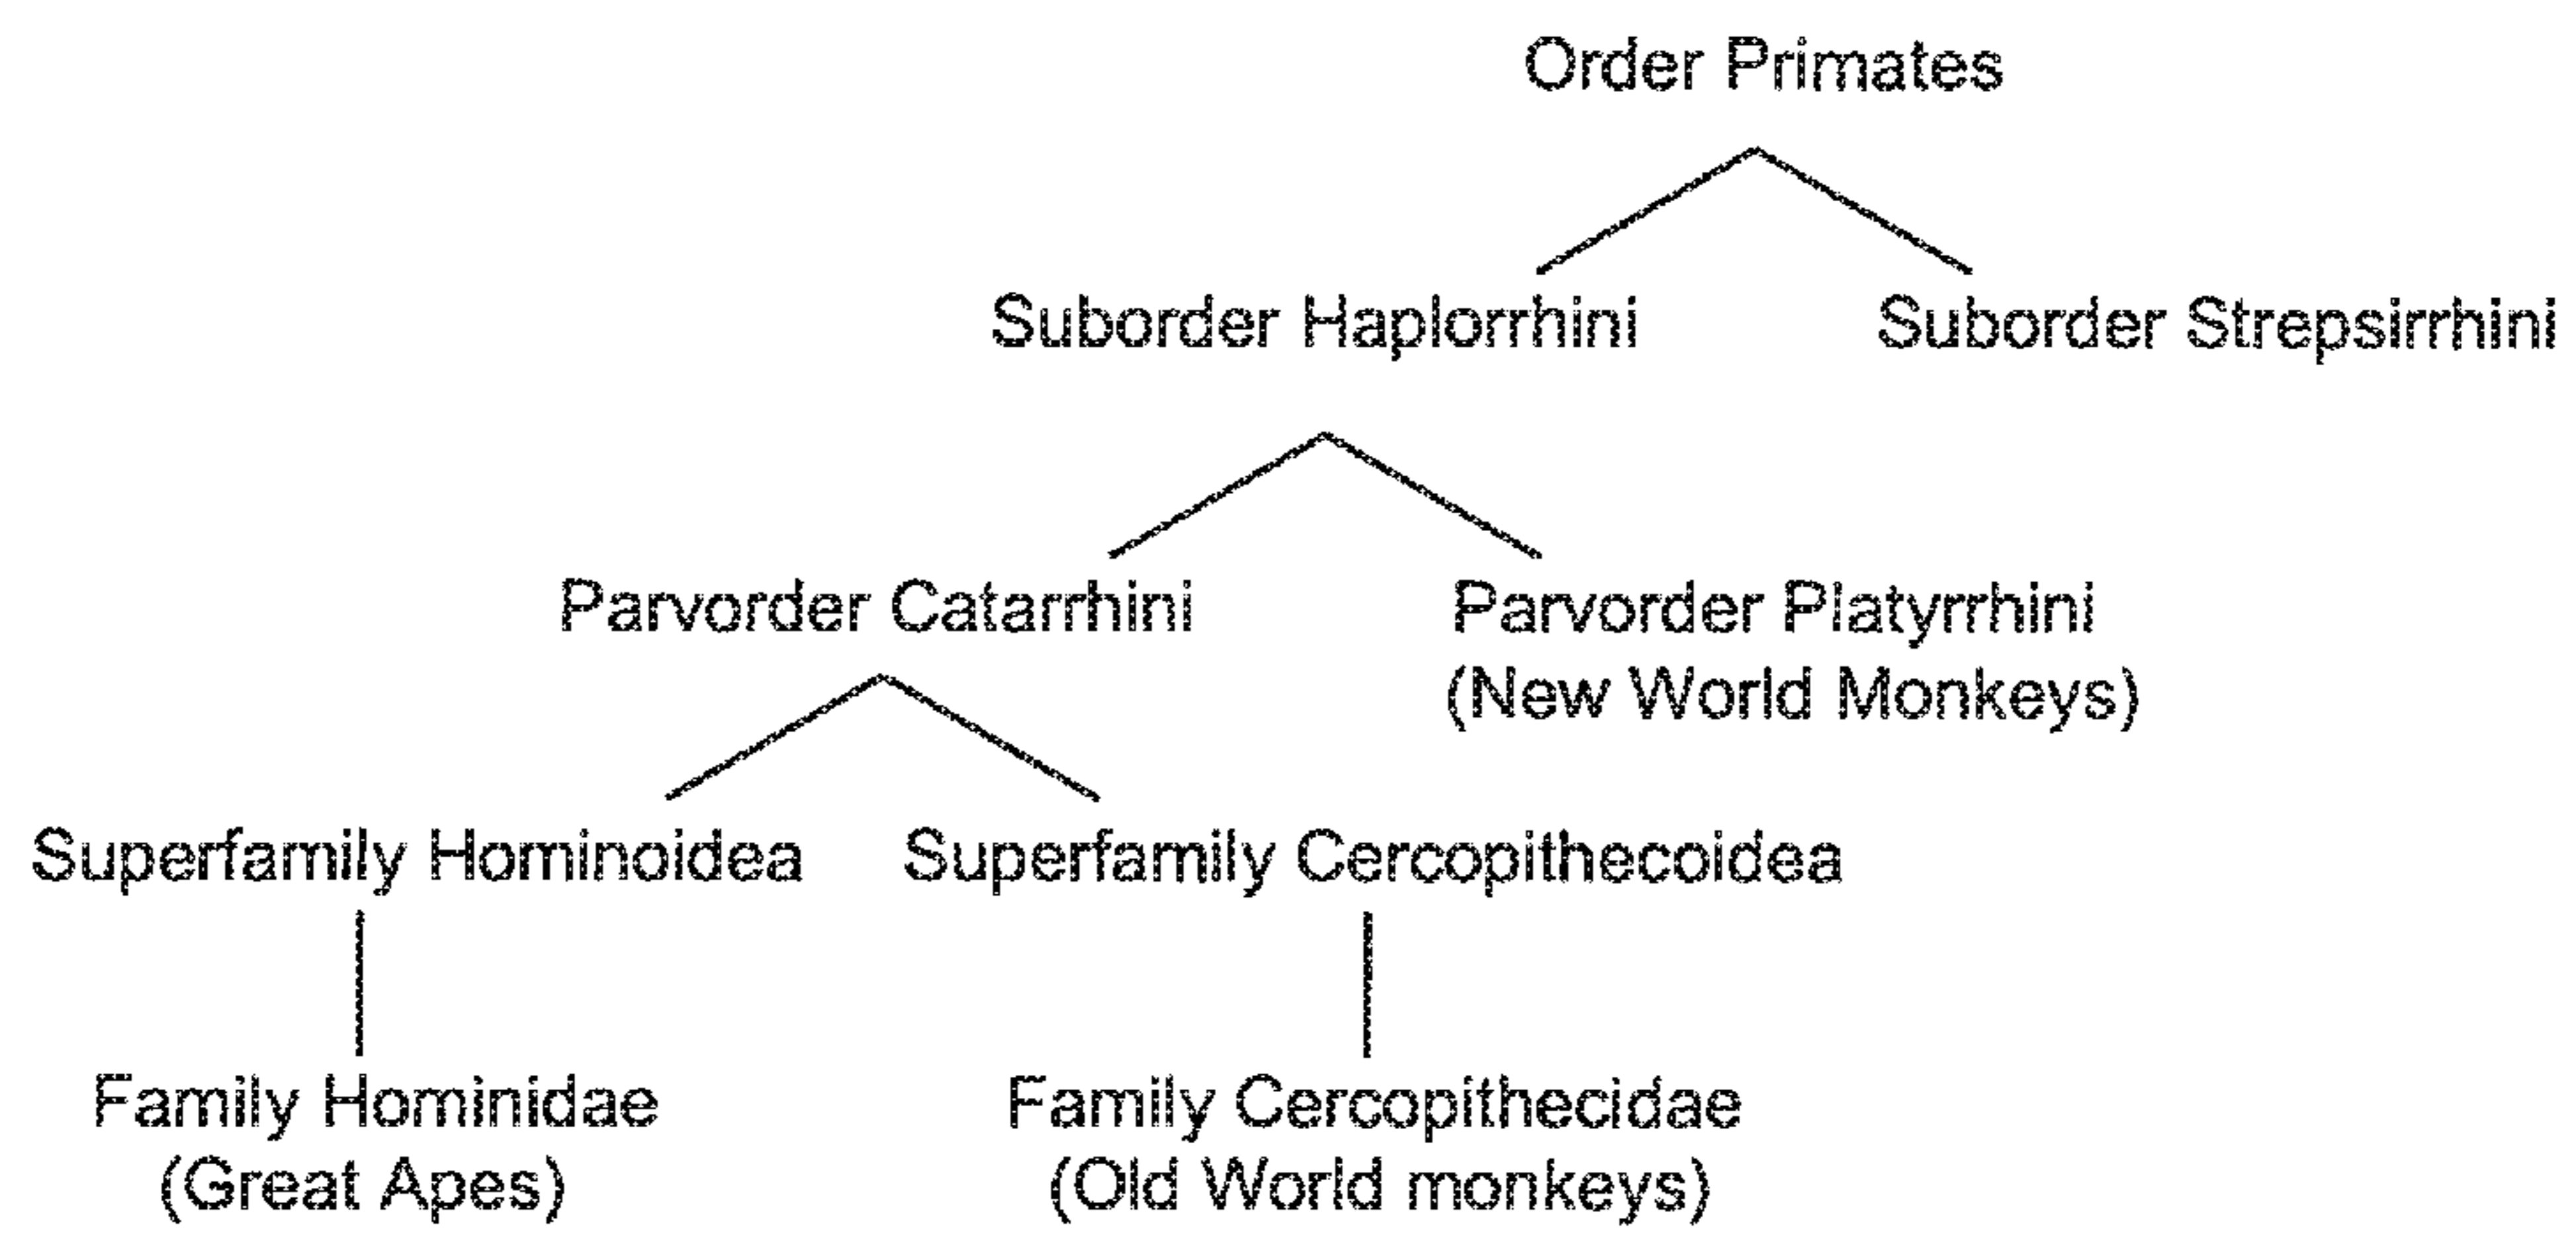 Order Primates
Suborder Haplorrhini
Suborder Strepsirrhini
Parvorder Catarrhini
Parvorder Platyrrhini
(New World Monkeys)
Superfamily Hominoidea
Superfamily Cercopithecoidea
Family Hominidae
(Great Apes)
Family Cercopithecidae
(Old World monkeys)